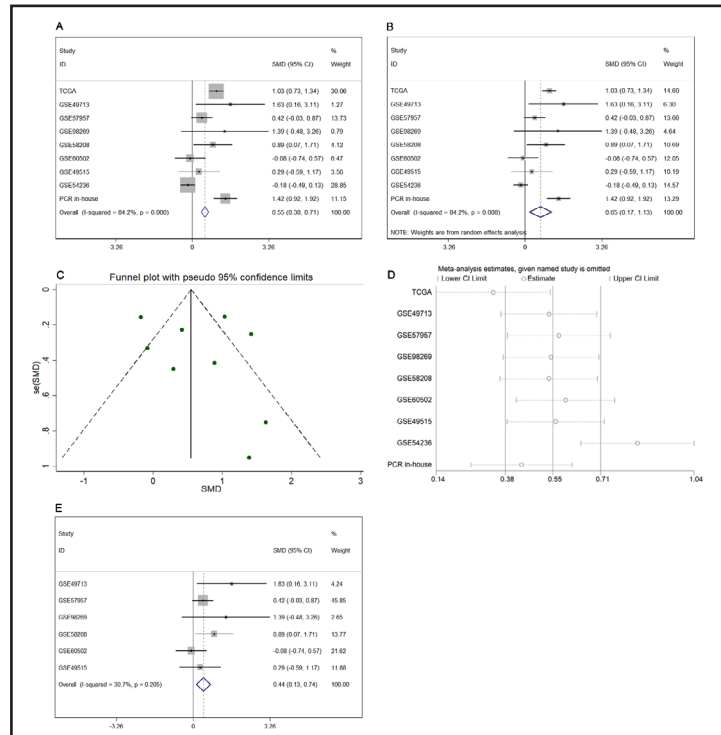 A
Study %
ID SMD (95% CI) Weight
TCGA 1.03 (0.73, 1.34) 30.06
GSE49713 1.63 (0.16, 3.11) 1.27
GSE57957 0.42 (-0.03, 0.87) 13.73
GSE98269 1.39 (-0.48, 3.26) 0.79
GSE58208 0.89 (0.07, 1.71) 4.12
GSE60502 -0.08 (-0.74, 0.57) 6.47
GSE49515 0.29 (-0.59, 1.17) 3.56
GSE54236 -0.18 (-0.49, 0.13) 28.85
PCR in-house 1.42 (0.92, 1.92) 11.15
Overall (I-squared = 84.2%, p = 0.000) 0.55 (0.38, 0.71) 100.00
-3.26 0 3.26
B
Study %
ID SMD (95% CI) Weight
TCGA 1.03 (0.73, 1.34) 14.60
GSE49713 1.63 (0.16, 3.11) 6.30
GSE57957 0.42 (-0.03, 0.87) 13.66
GSE98269 1.39 (-0.48, 3.26) 4.64
GSE58208 0.89 (0.07, 1.71) 10.69
GSE60502 -0.08 (-0.74, 0.57) 12.05
GSE49515 0.29 (-0.59, 1.17) 10.19
GSE54236 -0.18 (-0.49, 0.13) 14.57
PCR in-house 1.42 (0.92, 1.92) 13.29
Overall (I-squared = 84.2%, p = 0.000) 0.65 (0.17, 1.13) 100.00
NOTE: Weights are from random effects analysis
-3.26 0 3.26
C
Funnel plot with pseudo 95% confidence limits
se(SMD)
0
.2
.4
.6
.8
1
-1 0 1 2 3
SMD
D
Meta-analysis estimates, given named study is omitted
Lower CI Limit Estimate Upper CI Limit
TCGA
GSE49713
GSE57957
GSE98269
GSE58208
GSE60502
GSE49515
GSE54236
PCR in-house
0.14 0.38 0.55 0.71 1.04
E
Study %
ID SMD (95% CI) Weight
GSE49713 1.63 (0.16, 3.11) 4.24
GSE57957 0.42 (-0.03, 0.87) 45.85
GSE98269 1.39 (-0.48, 3.26) 2.65
GSE58208 0.89 (0.07, 1.71) 13.77
GSE60502 -0.08 (-0.74, 0.57) 21.62
GSE49515 0.29 (-0.59, 1.17) 11.88
Overall (I-squared = 30.7%, p = 0.205) 0.44 (0.13, 0.74) 100.00
-3.26 0 3.26